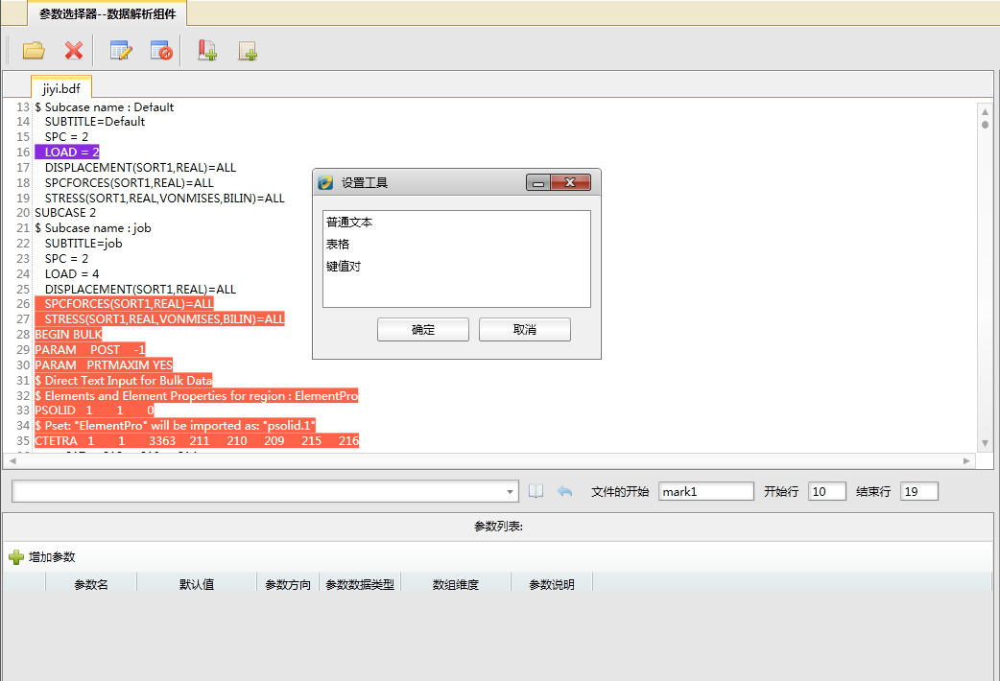 参数选择器--数据解析组件
jiyi.bdf
13 $ Subcase name : Default
14 SUBTITLE=Default
15 SPC = 2
16 LOAD = 2
17 DISPLACEMENT(SORT1,REAL)=ALL
18 SPCFORCES(SORT1,REAL)=ALL
19 STRESS(SORT1,REAL,VONMISES,BILIN)=ALL
20 SUBCASE 2
21 $ Subcase name : job
22 SUBTITLE=job
23 SPC = 2
24 LOAD = 4
25 DISPLACEMENT(SORT1,REAL)=ALL
26 SPCFORCES(SORT1,REAL)=ALL
27 STRESS(SORT1,REAL,VONMISES,BILIN)=ALL
28 BEGIN BULK
29 PARAM POST -1
30 PARAM PRTMAXIM YES
31 $ Direct Text Input for Bulk Data
32 $ Elements and Element Properties for region : ElementPro
33 PSOLID 1 1 0
34 $ Pset: "ElementPro" will be imported as: "psolid.1"
35 CTETRA 1 1 3363 211 210 209 215 216
设置工具
普通文本
表格
键值对
确定 取消
文件的开始 mark1 开始行 10 结束行 19
参数列表:
增加参数
参数名 默认值 参数方向 参数数据类型 数组维度 参数说明